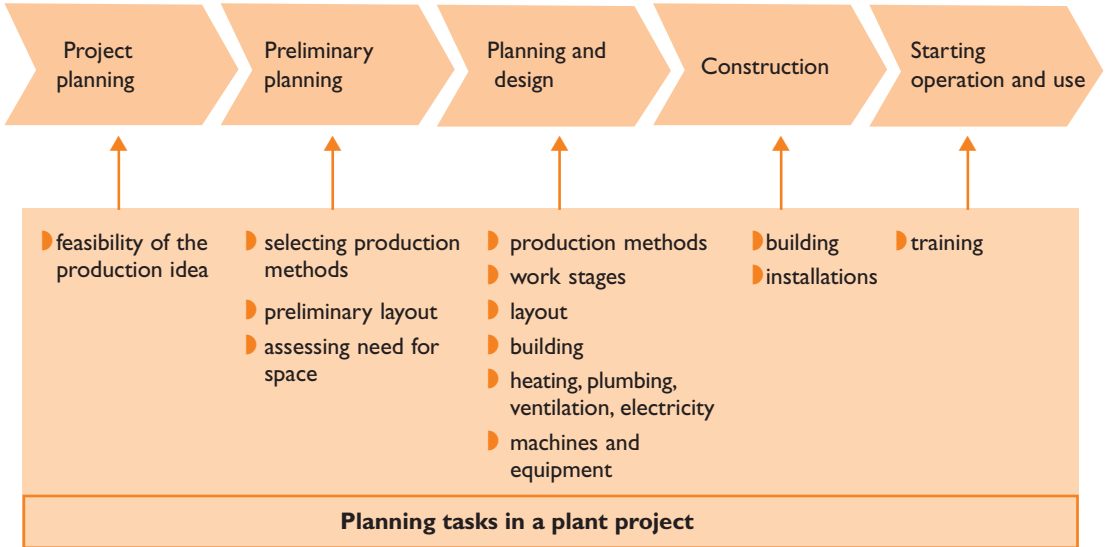 Project
planning
Preliminary
planning
Planning and
design
Construction
Starting
operation and use
feasibility of the
production idea
selecting production
methods
preliminary layout
assessing need for
space
production methods
work stages
layout
building
heating, plumbing,
ventilation, electricity
machines and
equipment
building
installations
training
Planning tasks in a plant project